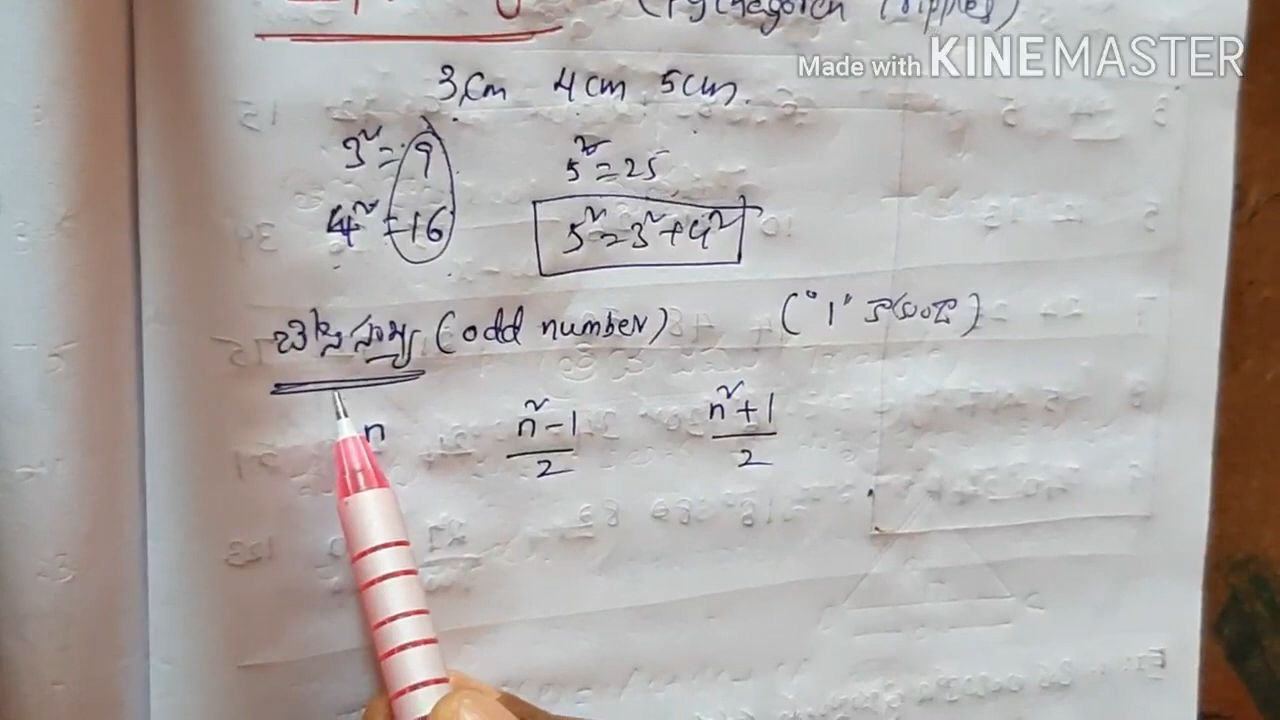 Made with KINEMASTER
3cm 4cm 5cm.
3² = 9 5² = 25
4² = 16 5² = 3² + 4²
(odd number) ("1" కాకుండా)
n n² - 1 / 2 n² + 1 / 2